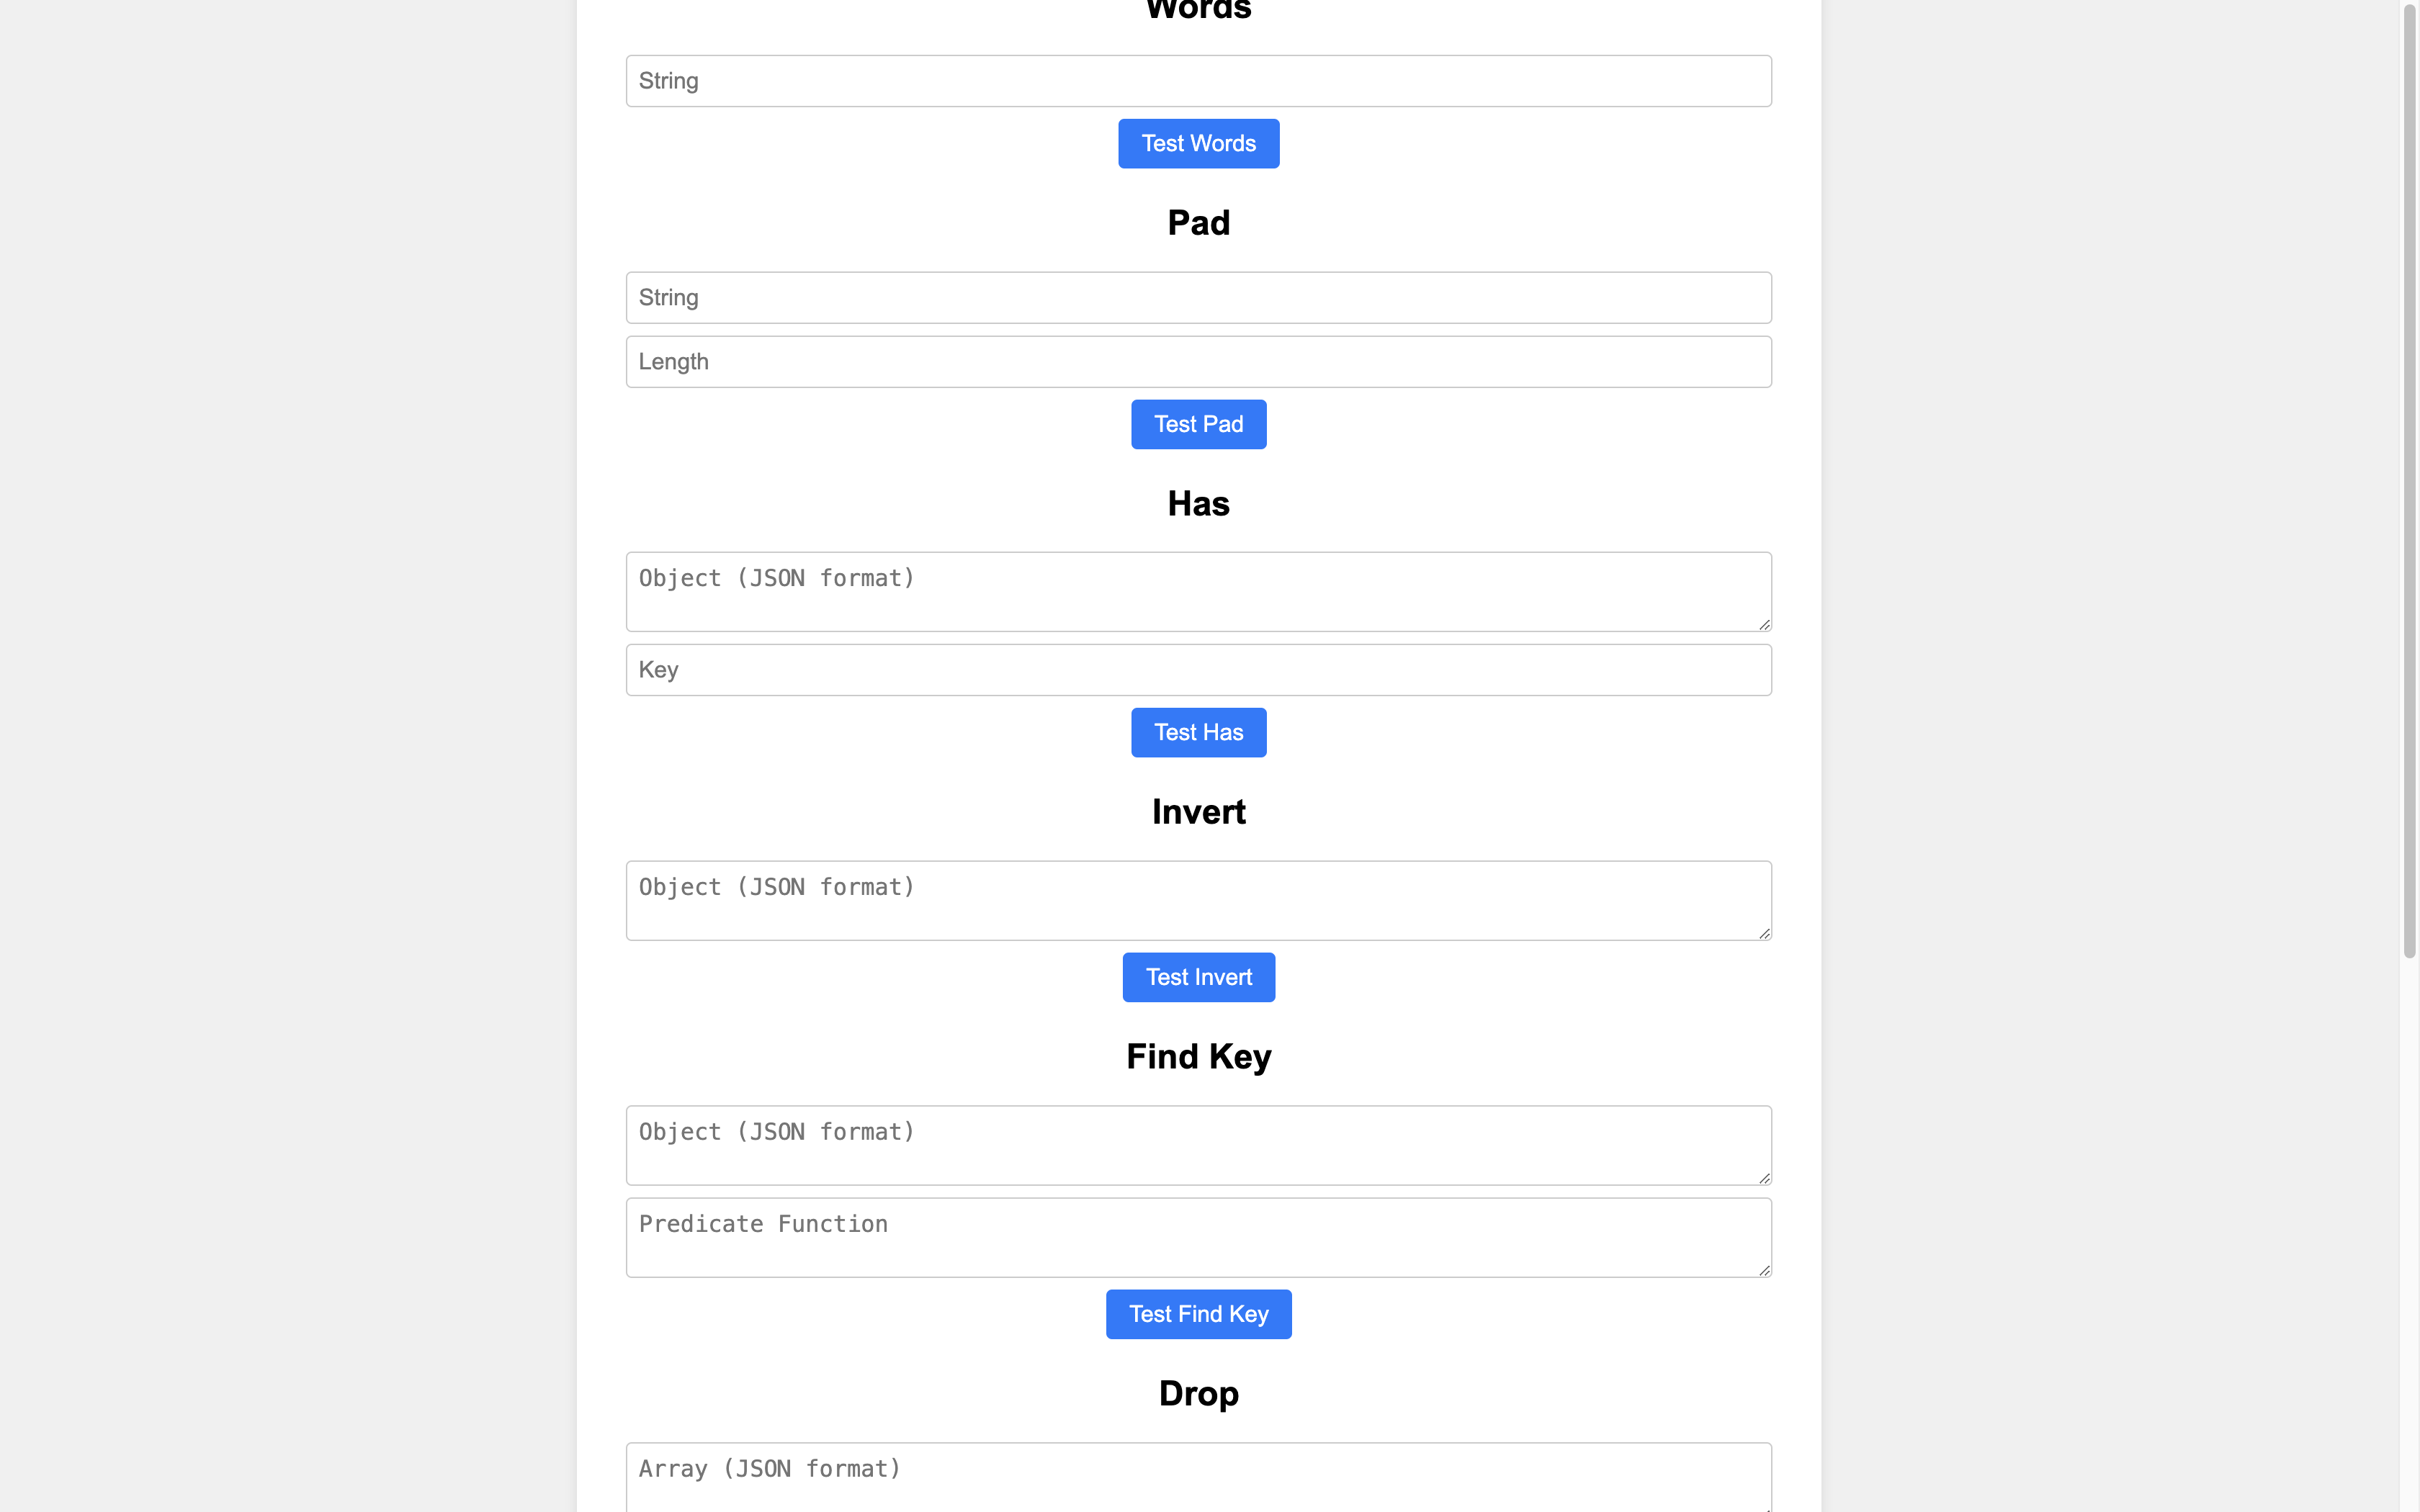 Words
String
Test Words
Pad
String
Length
Test Pad
Has
Object (JSON format)
Key
Test Has
Invert
Object (JSON format)
Test Invert
Find Key
Object (JSON format)
Predicate Function
Test Find Key
Drop
Array (JSON format)